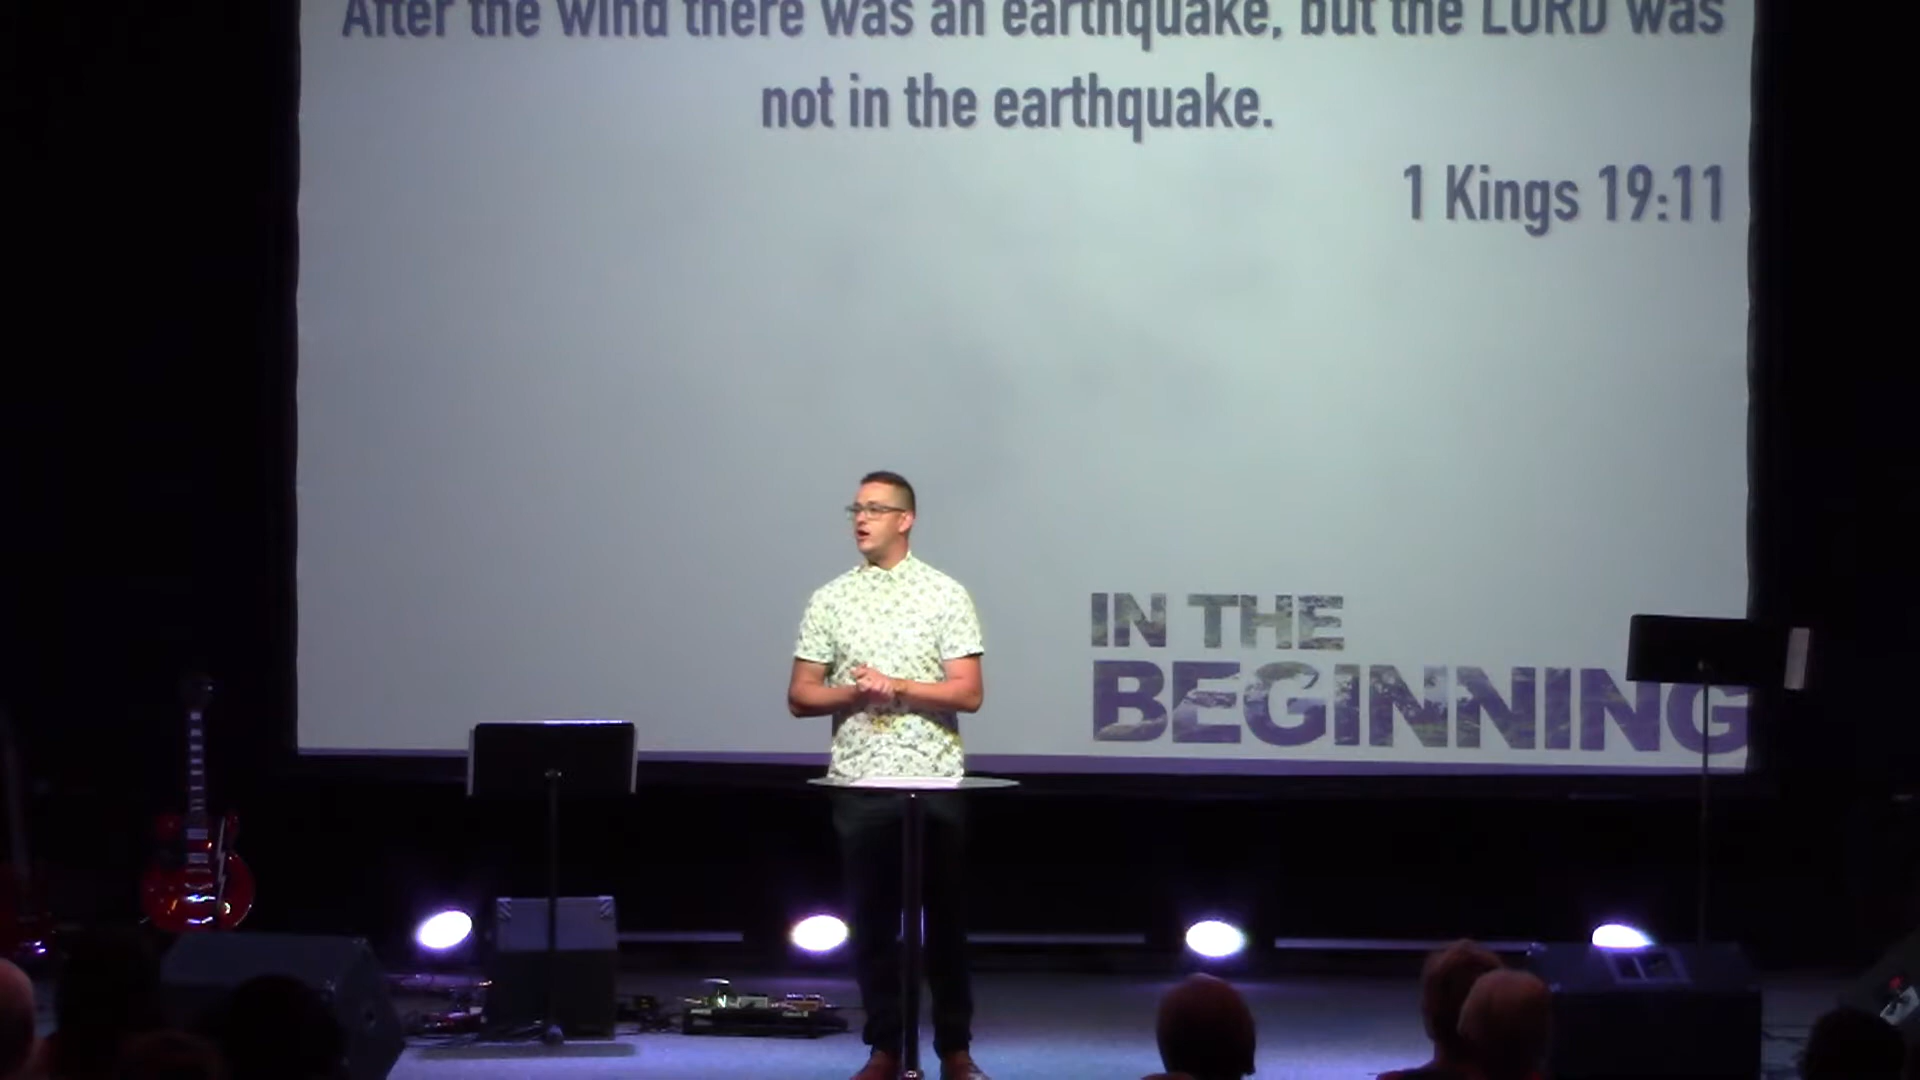 After the wind there was an earthquake, but the LORD was
not in the earthquake.
1 Kings 19:11
IN THE
BEGINNING